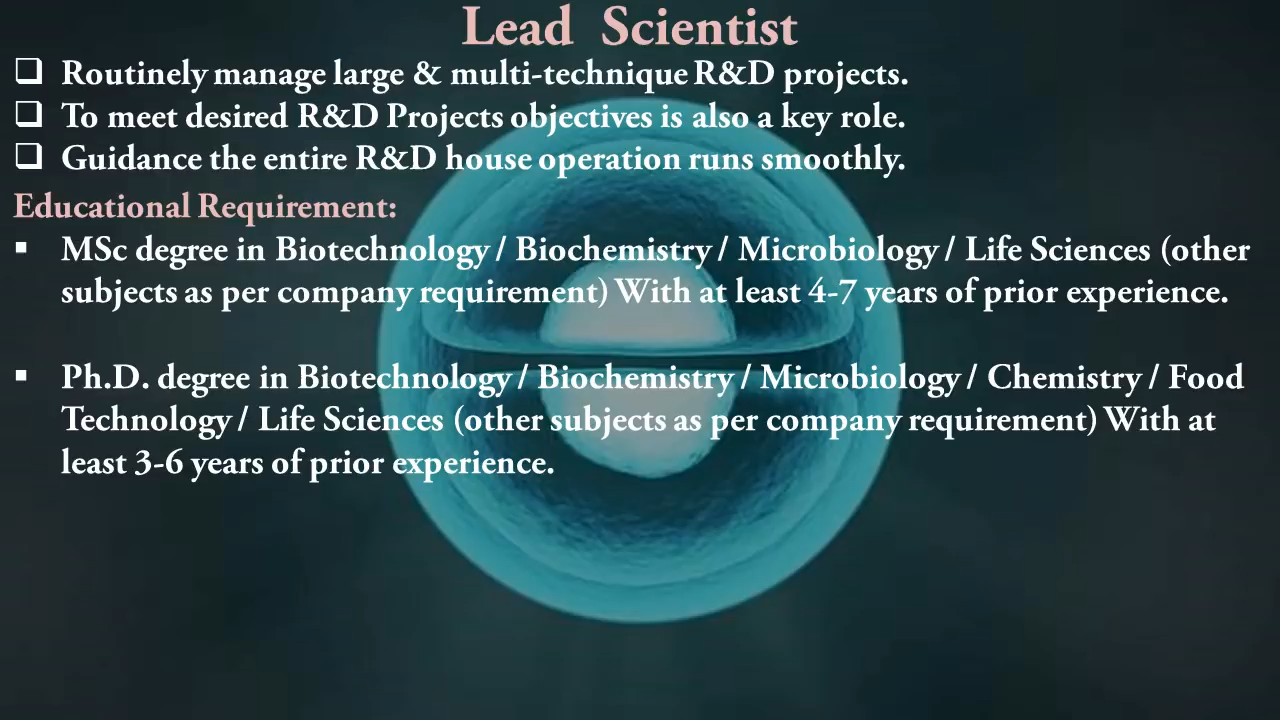 Lead Scientist
❑ Routinely manage large & multi-technique R&D projects.
❑ To meet desired R&D Projects objectives is also a key role.
❑ Guidance the entire R&D house operation runs smoothly.
Educational Requirement:
▪ MSc degree in Biotechnology / Biochemistry / Microbiology / Life Sciences (other
subjects as per company requirement) With at least 4-7 years of prior experience.
▪ Ph.D. degree in Biotechnology / Biochemistry / Microbiology / Chemistry / Food
Technology / Life Sciences (other subjects as per company requirement) With at
least 3-6 years of prior experience.